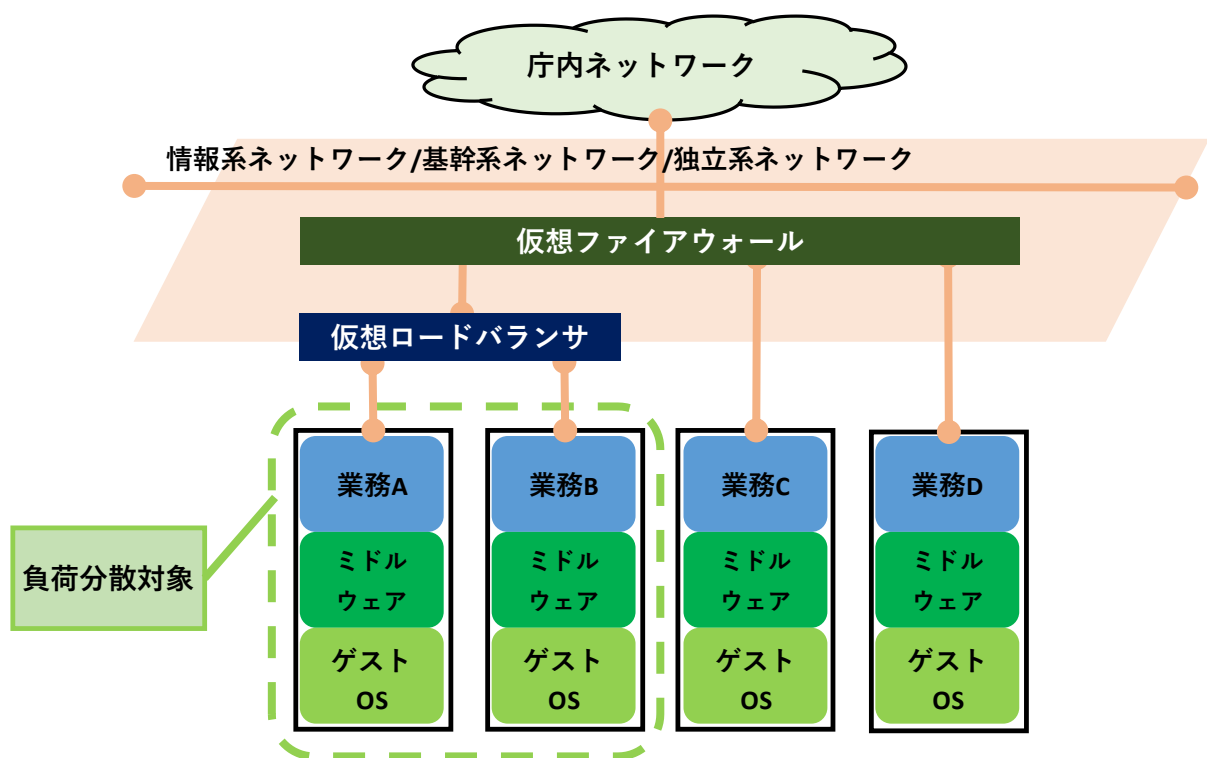 庁内ネットワーク
情報系ネットワーク/基幹系ネットワーク/独立系ネットワーク
仮想ファイアウォール
仮想ロードバランサ
負荷分散対象
業務A
ミドル
ウェア
ゲスト
OS
業務B
ミドル
ウェア
ゲスト
OS
業務C
ミドル
ウェア
ゲスト
OS
業務D
ミドル
ウェア
ゲスト
OS